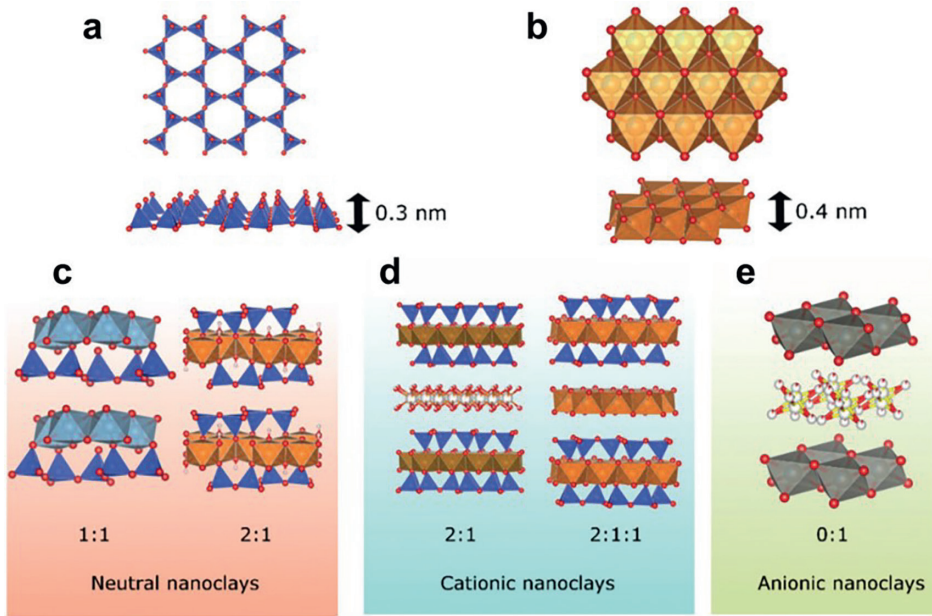 a
b
0.3 nm
0.4 nm
c
d
e
1:1
2:1
2:1
2:1:1
0:1
Neutral nanoclays
Cationic nanoclays
Anionic nanoclays